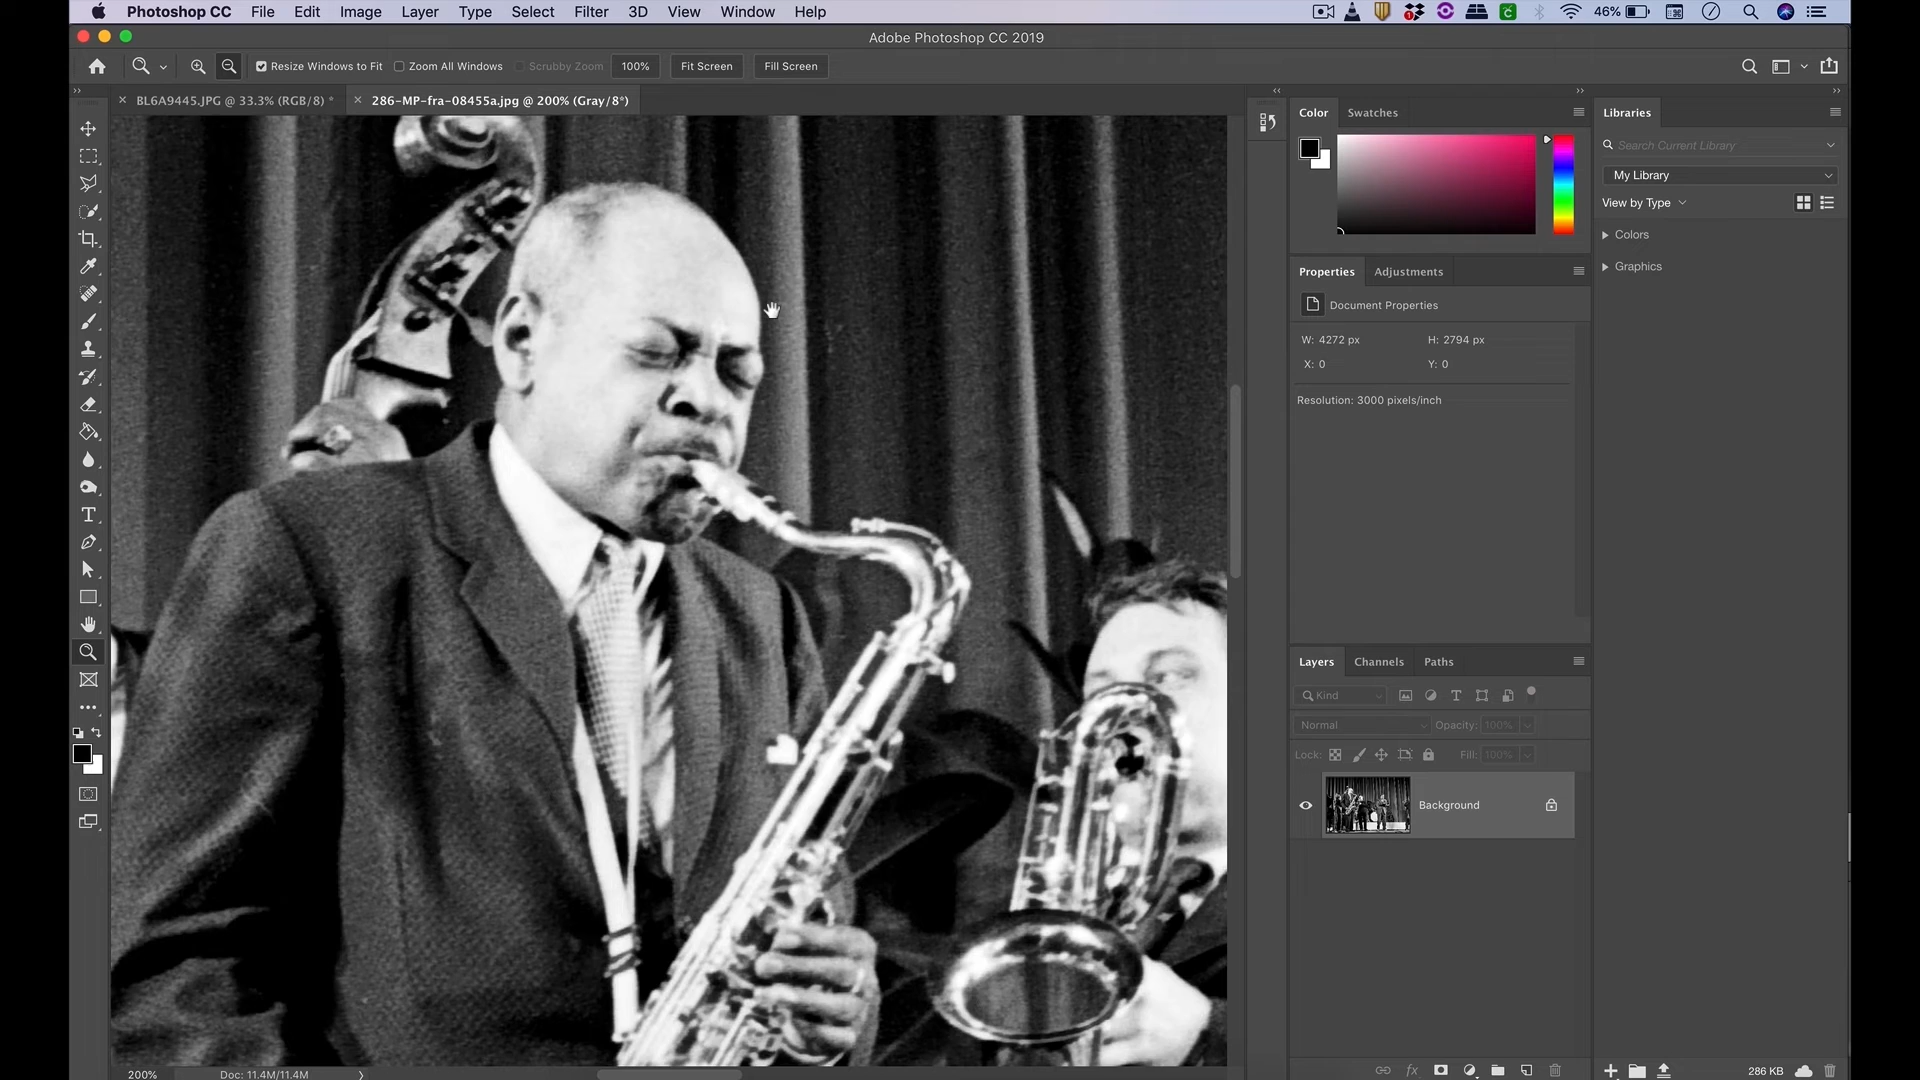 Photoshop CC File Edit Image Layer Type Select Filter 3D View Window Help 46%
Adobe Photoshop CC 2019
Resize Windows to Fit Zoom All Windows Scrubby Zoom 100% Fit Screen Fill Screen
BL6A9445.JPG @ 33.3% (RGB/8) * 286-MP-fra-08455a.jpg @ 200% (Gray/8*)
Color Swatches
Libraries
Search Current Library
My Library
View by Type
Colors
Graphics
Properties Adjustments
Document Properties
W: 4272 px H: 2794 px
X: 0 Y: 0
Resolution: 3000 pixels/inch
Layers Channels Paths
Kind
Normal Opacity: 100%
Lock: Fill: 100%
Background
200% Doc: 11.4M/11.4M
fx
286 KB